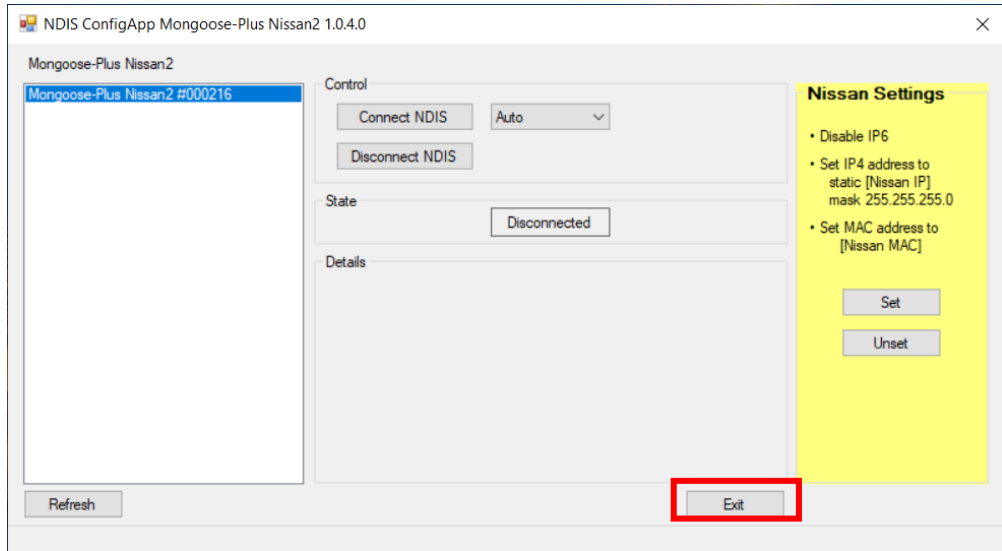 NDIS ConfigApp Mongoose-Plus Nissan2 1.0.4.0
Mongoose-Plus Nissan2
Mongoose-Plus Nissan2 #000216
Control
Connect NDIS
Auto
Disconnect NDIS
State
Disconnected
Details
Nissan Settings
• Disable IP6
• Set IP4 address to
static [Nissan IP]
mask 255.255.255.0
• Set MAC address to
[Nissan MAC]
Set
Unset
Refresh
Exit